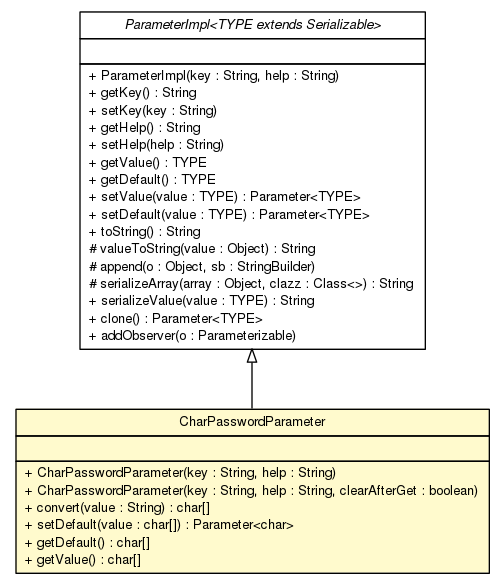 ParameterImpl<TYPE extends Serializable>
+ ParameterImpl(key : String, help : String)
+ getKey() : String
+ setKey(key : String)
+ getHelp() : String
+ setHelp(help : String)
+ getValue() : TYPE
+ getDefault() : TYPE
+ setValue(value : TYPE) : Parameter<TYPE>
+ setDefault(value : TYPE) : Parameter<TYPE>
+ toString() : String
# valueToString(value : Object) : String
# append(o : Object, sb : StringBuilder)
# serializeArray(array : Object, clazz : Class<>) : String
+ serializeValue(value : TYPE) : String
+ clone() : Parameter<TYPE>
+ addObserver(o : Parameterizable)
CharPasswordParameter
+ CharPasswordParameter(key : String, help : String)
+ CharPasswordParameter(key : String, help : String, clearAfterGet : boolean)
+ convert(value : String) : char[]
+ setDefault(value : char[]) : Parameter<char>
+ getDefault() : char[]
+ getValue() : char[]